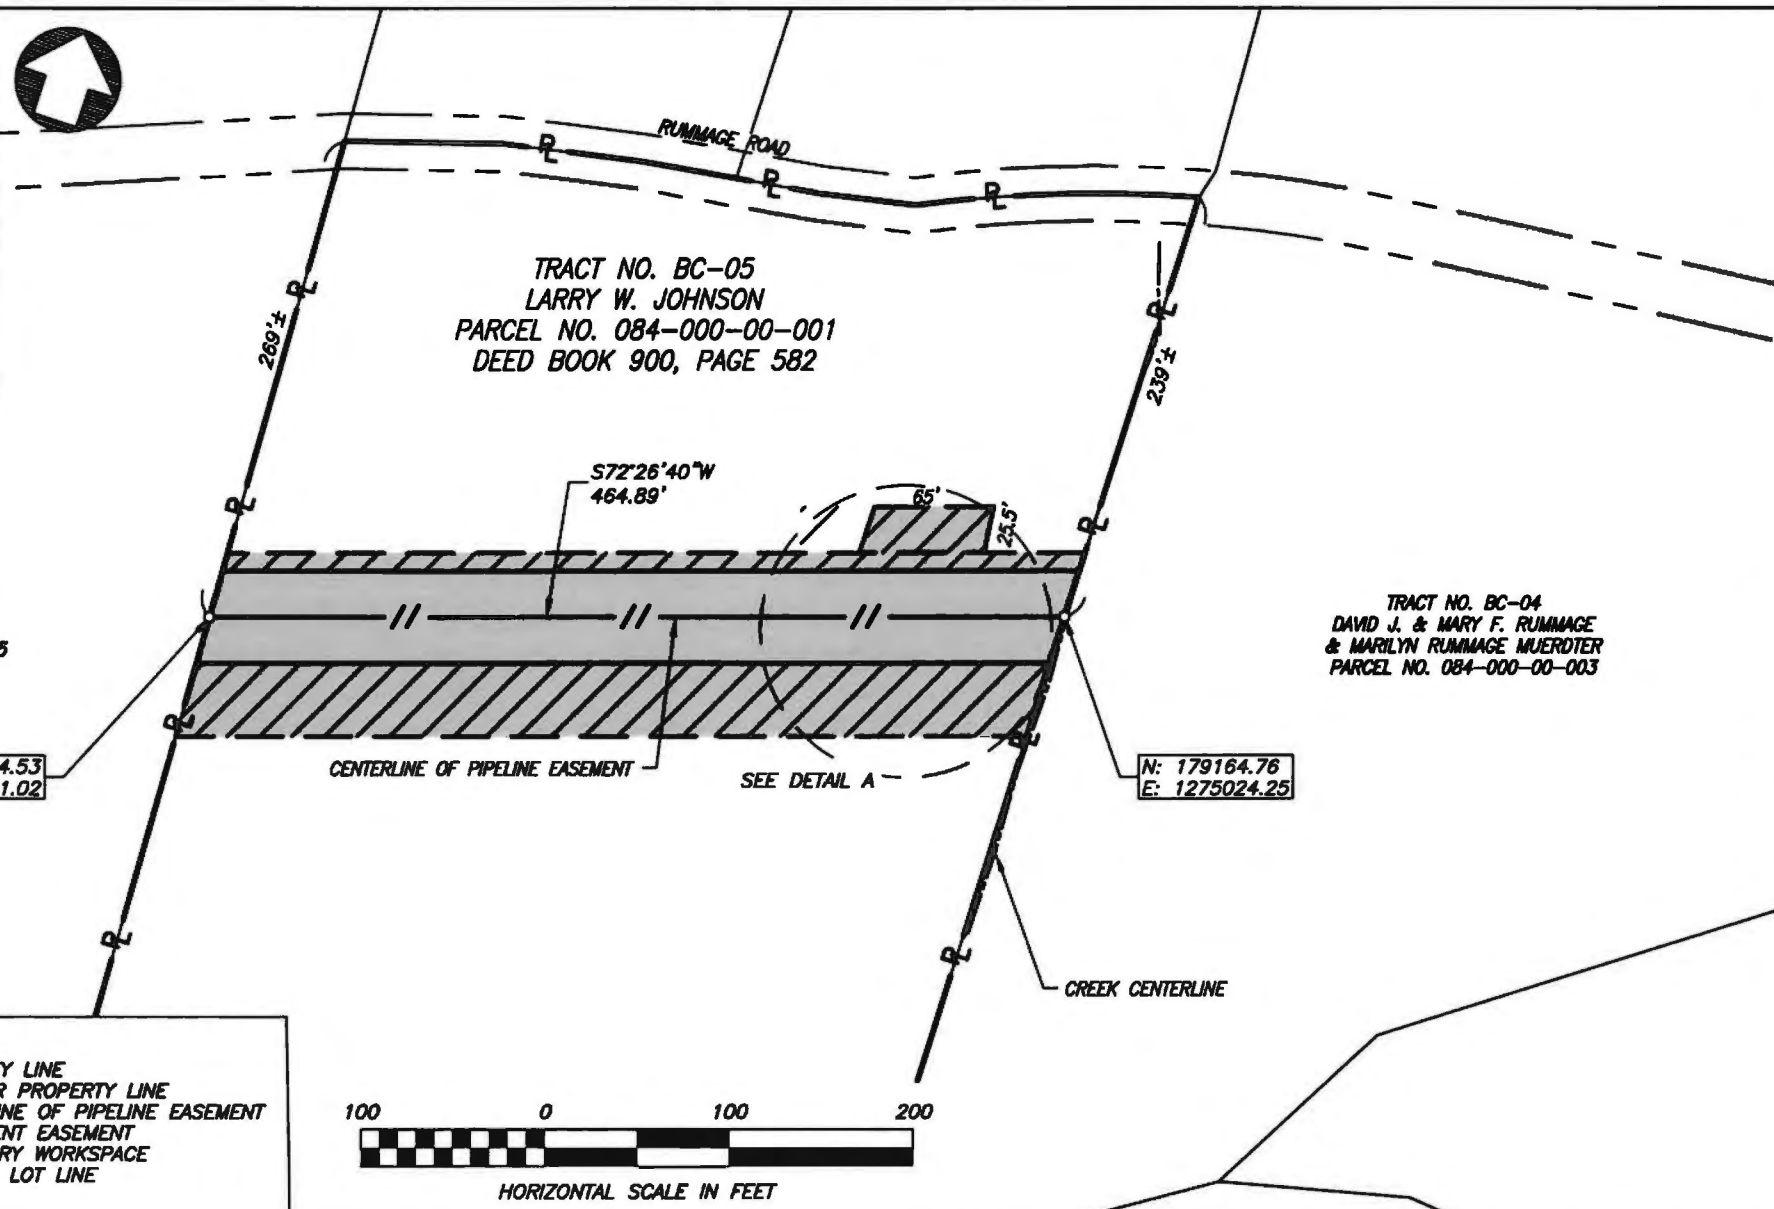 RUMMAGE ROAD
TRACT NO. BC-05
LARRY W. JOHNSON
PARCEL NO. 084-000-00-001
DEED BOOK 900, PAGE 582
269'±
239'±
S72°26'40"W
464.89'
65'
25.5'
TRACT NO. BC-04
DAVID J. & MARY F. RUMMAGE
& MARILYN RUMMAGE MUERDTER
PARCEL NO. 084-000-00-003
5
4.53
1.02
CENTERLINE OF PIPELINE EASEMENT
SEE DETAIL A
N: 179164.76
E: 1275024.25
CREEK CENTERLINE
Y LINE
R PROPERTY LINE
INE OF PIPELINE EASEMENT
ENT EASEMENT
RY WORKSPACE
LOT LINE
100 0 100 200
HORIZONTAL SCALE IN FEET